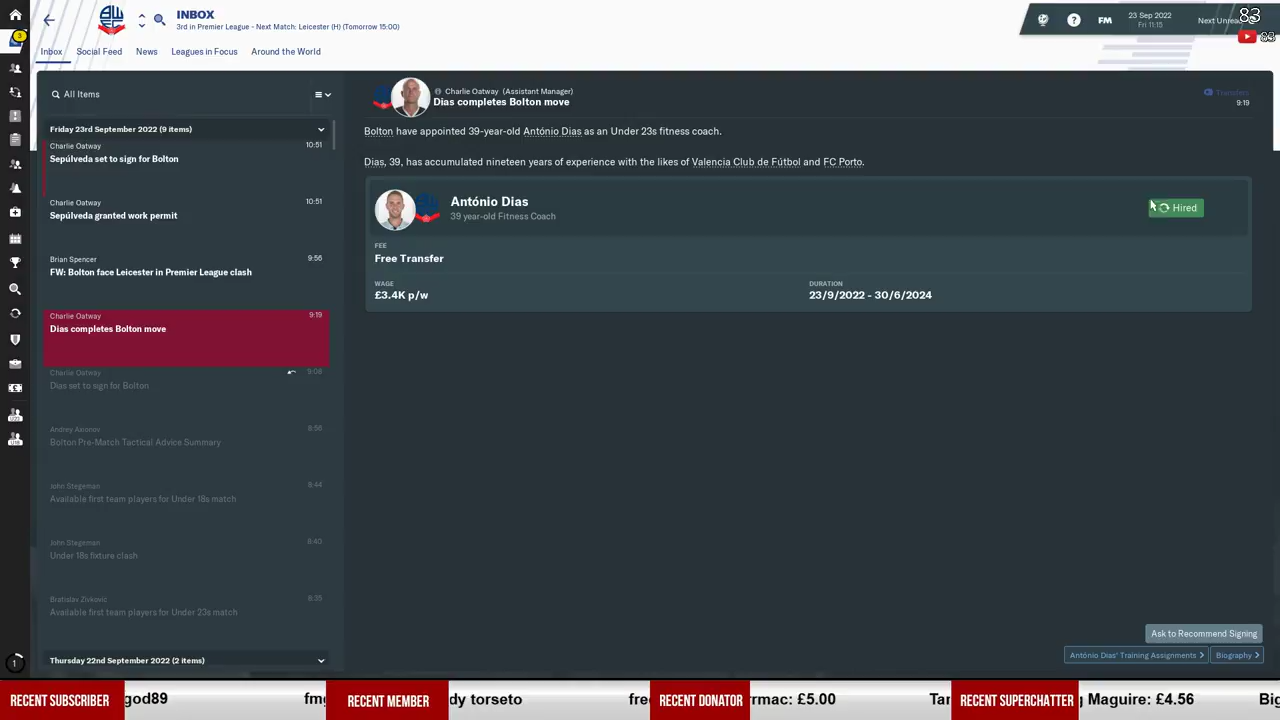 INBOX
3rd in Premier League - Next Match: Leicester (H) (Tomorrow 15:00)
FM
23 Sep 2022
Fri 11:15
83
3
Inbox
Social Feed
News
Leagues in Focus
Around the World
All Items
Friday 23rd September 2022 (9 items)
Charlie Oatway 10:51
Sepúlveda set to sign for Bolton
Charlie Oatway 10:51
Sepúlveda granted work permit
Brian Spencer 9:56
FW: Bolton face Leicester in Premier League clash
Charlie Oatway 9:19
Dias completes Bolton move
Charlie Oatway 9:08
Dias set to sign for Bolton
Andrey Axionov 8:56
Bolton Pre-Match Tactical Advice Summary
John Stegeman 8:44
Available first team players for Under 18s match
John Stegeman 8:40
Under 18s fixture clash
Bratislav Zivkovic 8:35
Available first team players for Under 23s match
Thursday 22nd September 2022 (2 items)
Charlie Oatway (Assistant Manager)
Dias completes Bolton move
Transfers
9:19
Bolton have appointed 39-year-old António Dias as an Under 23s fitness coach.
Dias, 39, has accumulated nineteen years of experience with the likes of Valencia Club de Fútbol and FC Porto.
António Dias
39 year-old Fitness Coach
Hired
FEE
Free Transfer
WAGE
£3.4K p/w
DURATION
23/9/2022 - 30/6/2024
Ask to Recommend Signing
António Dias' Training Assignments
Biography
1
RECENT SUBSCRIBER
god89
fmg
RECENT MEMBER
dy torseto
fre
RECENT DONATOR
rmac: £5.00
Tar
RECENT SUPERCHATTER
Maguire: £4.56
Big